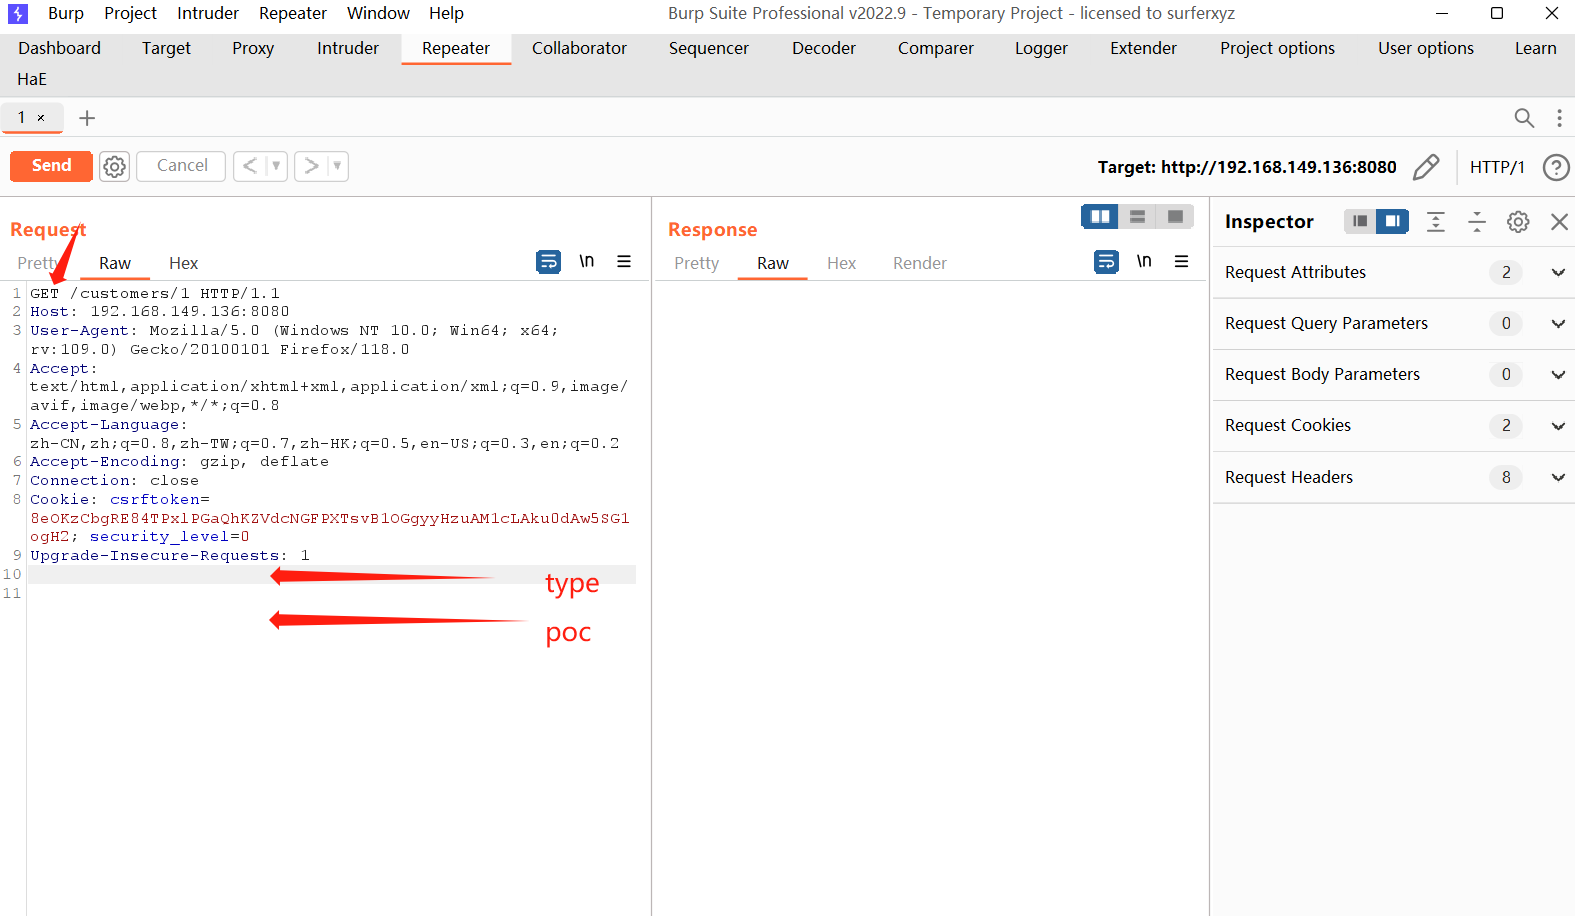 Burp Project Intruder Repeater Window Help Burp Suite Professional v2022.9 - Temporary Project - licensed to surferxyz
Dashboard Target Proxy Intruder Repeater Collaborator Sequencer Decoder Comparer Logger Extender Project options User options Learn
HaE
1 × +
Send Cancel < > Target: http://192.168.149.136:8080 HTTP/1 ?
Request
Pretty Raw Hex \n
1 GET /customers/1 HTTP/1.1
2 Host: 192.168.149.136:8080
3 User-Agent: Mozilla/5.0 (Windows NT 10.0; Win64; x64;
rv:109.0) Gecko/20100101 Firefox/118.0
4 Accept:
text/html,application/xhtml+xml,application/xml;q=0.9,image/
avif,image/webp,*/*;q=0.8
5 Accept-Language:
zh-CN,zh;q=0.8,zh-TW;q=0.7,zh-HK;q=0.5,en-US;q=0.3,en;q=0.2
6 Accept-Encoding: gzip, deflate
7 Connection: close
8 Cookie: csrftoken=
8eOKzCbgRE84TPxlPGaQhKZVdcNGFPXTsvB1OGgyyHzuAM1cLAku0dAw5SG1
ogH2; security_level=0
9 Upgrade-Insecure-Requests: 1
10
11
type
poc
Response
Pretty Raw Hex Render \n
Inspector
Request Attributes 2
Request Query Parameters 0
Request Body Parameters 0
Request Cookies 2
Request Headers 8